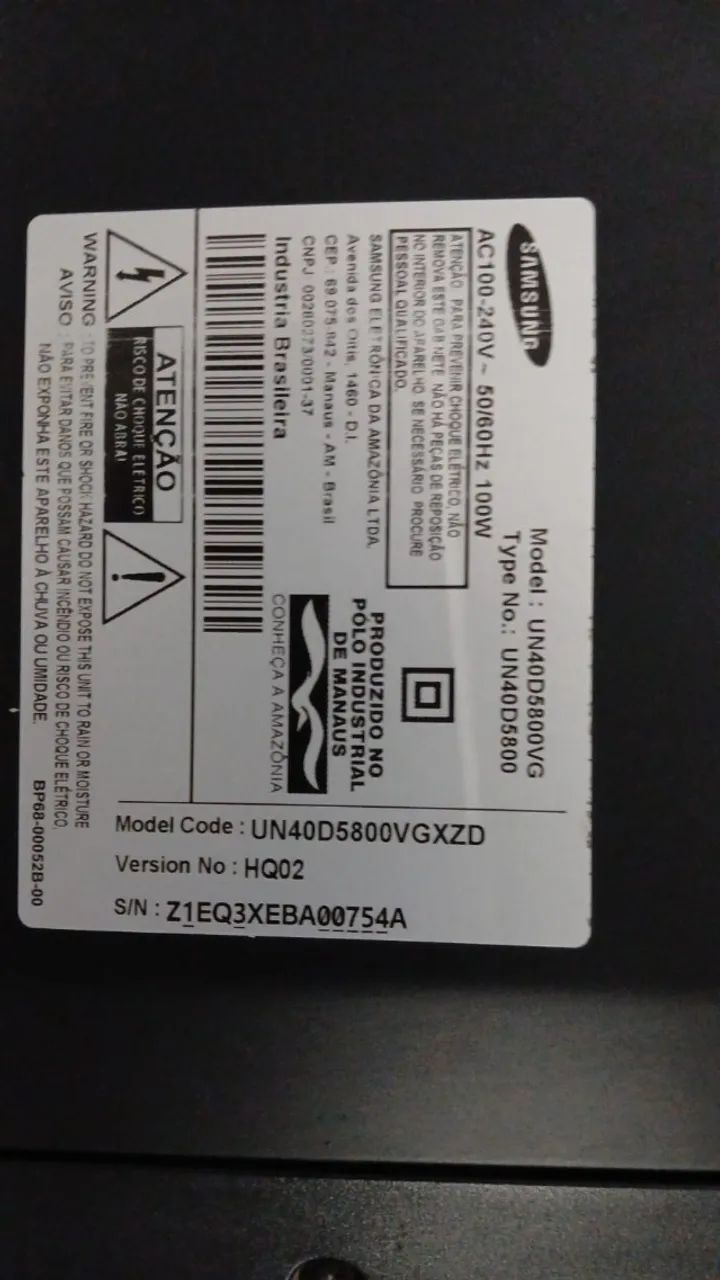 SAMSUNG
Model : UN40D5800VG
Type No.: UN40D5800
AC100-240V~ 50/60Hz 100W
ATENÇÃO PARA PREVENIR CHOQUE ELÉTRICO, NÃO
REMOVA ESTE GABINETE. NÃO HÁ PEÇAS DE REPOSIÇÃO
NO INTERIOR DO APARELHO. SE NECESSÁRIO PROCURE
PESSOAL QUALIFICADO.
SAMSUNG ELETRÔNICA DA AMAZÔNIA LTDA.
Avenida dos Oitis, 1460 - D.I.
CEP.: 69.075-842 - Manaus - AM - Brasil
CNPJ 00280273/0001-37
Industria Brasileira
PRODUZIDO NO
PÓLO INDUSTRIAL
DE MANAUS
CONHEÇA A AMAZÔNIA
ATENÇÃO
RISCO DE CHOQUE ELÉTRICO
NÃO ABRA!
WARNING : TO PREVENT FIRE OR SHOCK HAZARD DO NOT EXPOSE THIS UNIT TO RAIN OR MOISTURE
AVISO : PARA EVITAR DANOS QUE POSSAM CAUSAR INCÊNDIO OU RISCO DE CHOQUE ELÉTRICO,
NÃO EXPONHA ESTE APARELHO À CHUVA OU UMIDADE.
BP68-00052B-00
Model Code : UN40D5800VGXZD
Version No : HQ02
S/N : Z1EQ3XEBA00754A